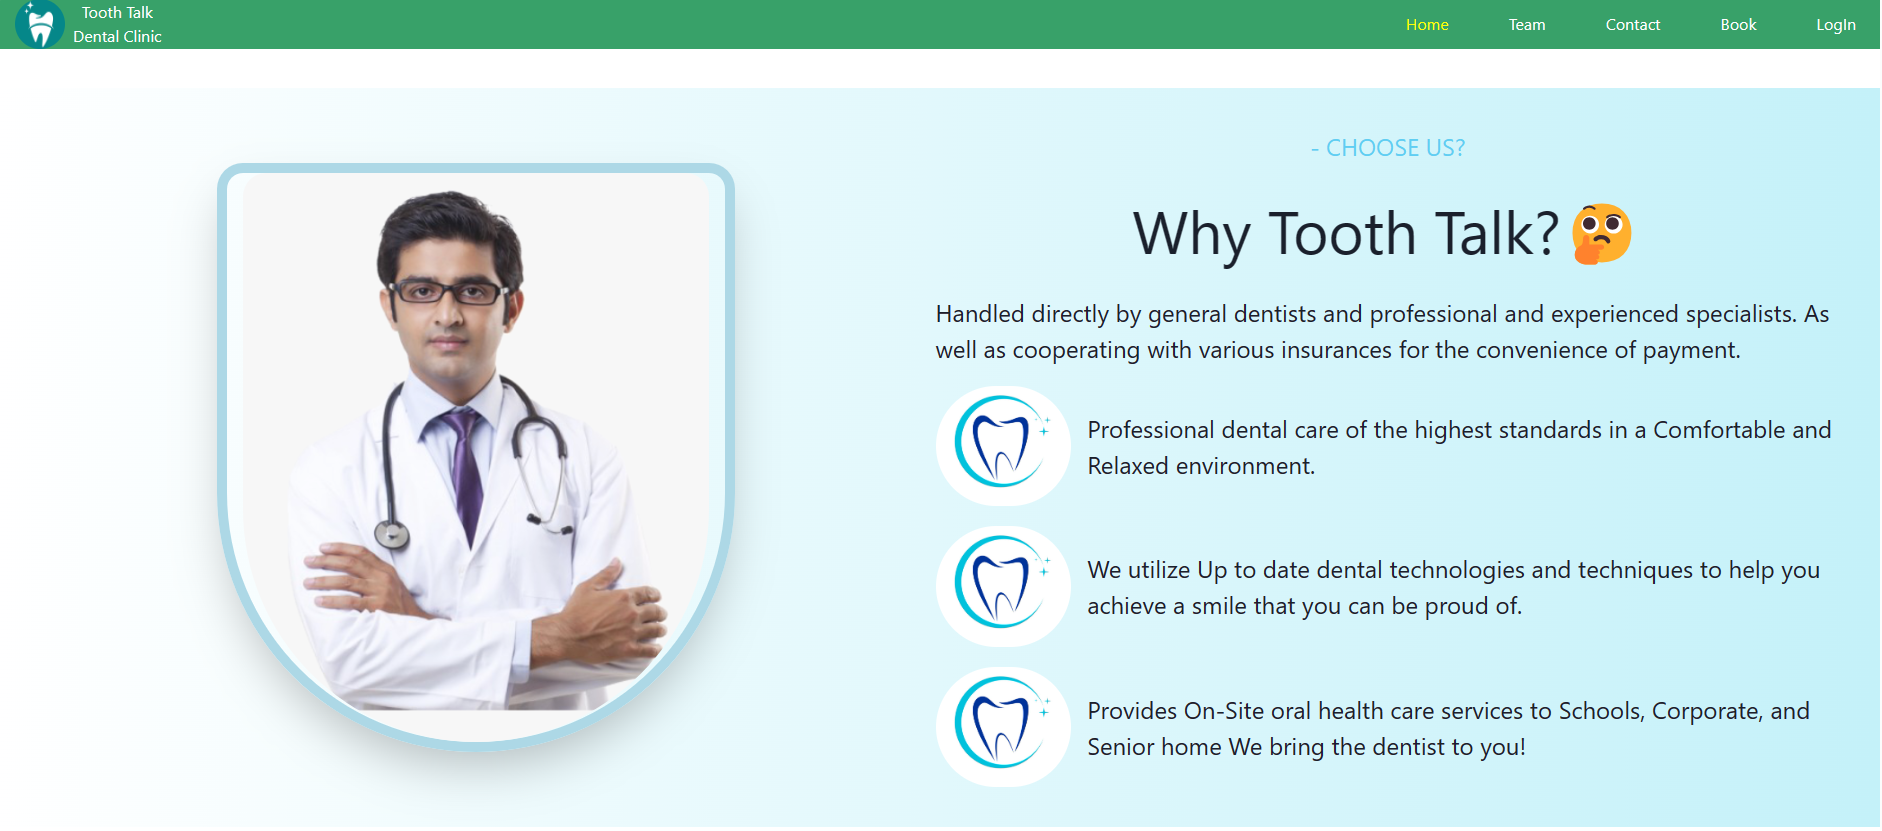 Tooth Talk
Dental Clinic
Home
Team
Contact
Book
LogIn
- CHOOSE US?
Why Tooth Talk?🤔
Handled directly by general dentists and professional and experienced specialists. As
well as cooperating with various insurances for the convenience of payment.
Professional dental care of the highest standards in a Comfortable and
Relaxed environment.
We utilize Up to date dental technologies and techniques to help you
achieve a smile that you can be proud of.
Provides On-Site oral health care services to Schools, Corporate, and
Senior home We bring the dentist to you!